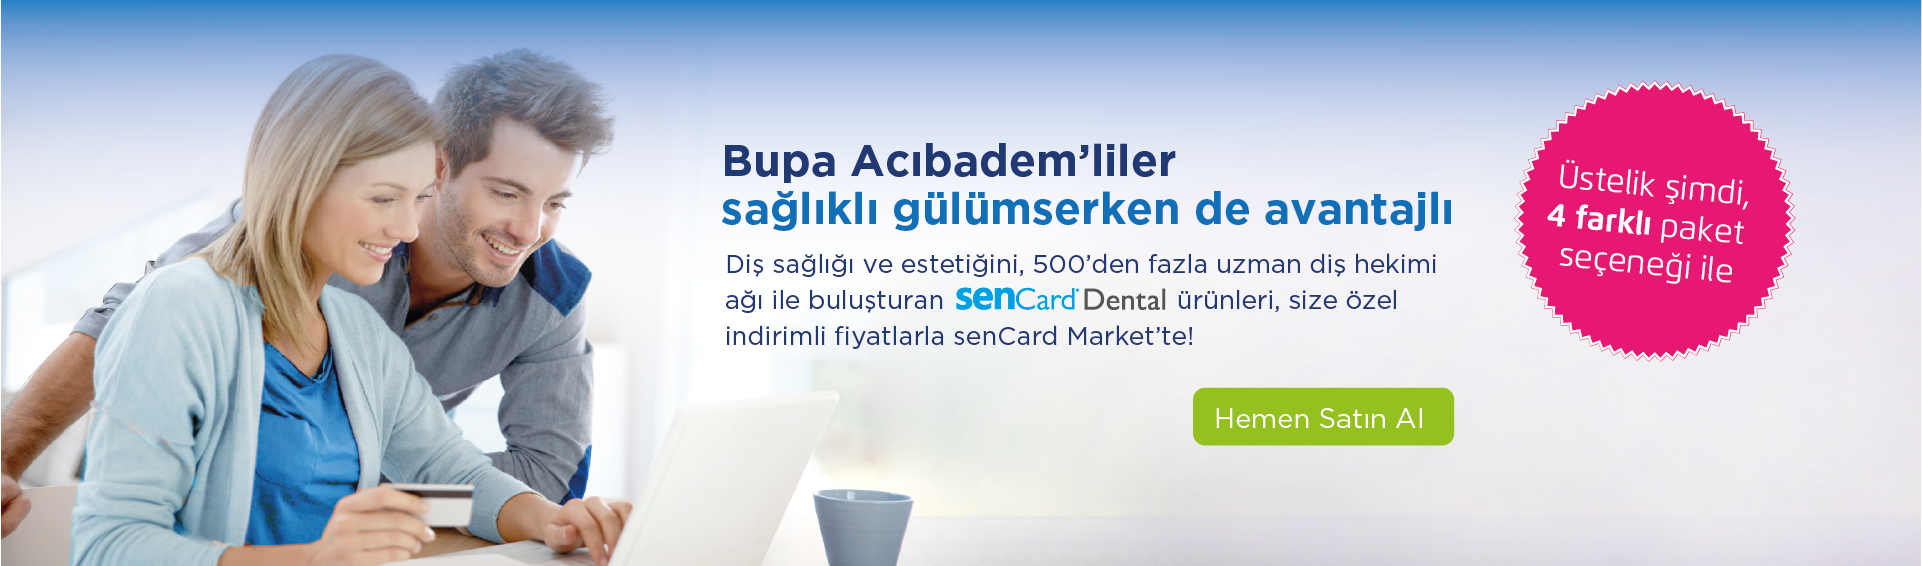 Bupa Acıbadem’liler
sağlıklı gülümserken de avantajlı
Diş sağlığı ve estetiğini, 500’den fazla uzman diş hekimi
ağı ile buluşturan senCard Dental ürünleri, size özel
indirimli fiyatlarla senCard Market’te!
Hemen Satın Al
Üstelik şimdi,
4 farklı paket
seçeneği ile